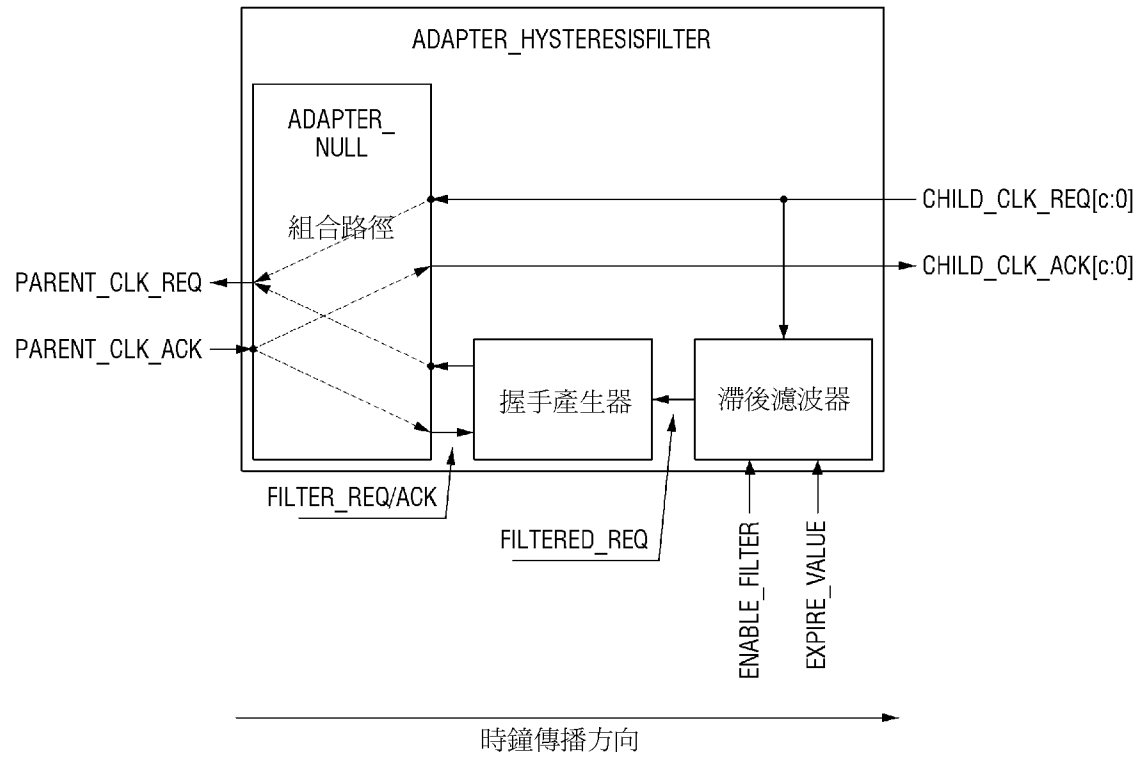 ADAPTER_HYSTERESISFILTER
ADAPTER_
NULL
組合路徑
CHILD_CLK_REQ[c:0]
CHILD_CLK_ACK[c:0]
PARENT_CLK_REQ
PARENT_CLK_ACK
握手產生器
滯後濾波器
FILTER_REQ/ACK
FILTERED_REQ
ENABLE_FILTER
EXPIRE_VALUE
時鐘傳播方向